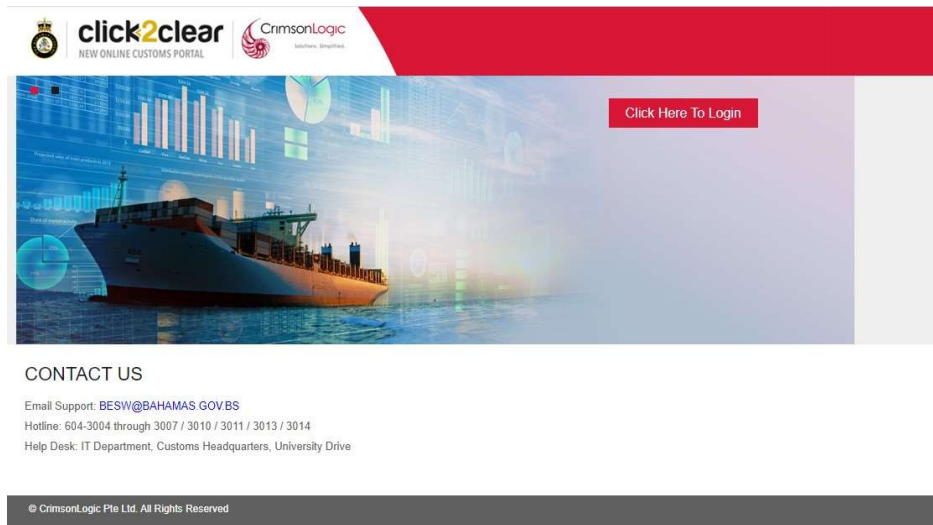 click2clear
NEW ONLINE CUSTOMS PORTAL
CRIMSONLOGIC
Solutions. Simplified.
Click Here To Login
CONTACT US
Email Support: BESW@BAHAMAS.GOV.BS
Hotline: 604-3004 through 3007 / 3010 / 3011 / 3013 / 3014
Help Desk: IT Department, Customs Headquarters, University Drive
© CrimsonLogic Pte Ltd. All Rights Reserved